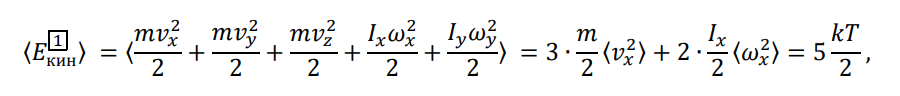 ⟨E_кин^[1]⟩ = ⟨mv_x^2/2 + mv_y^2/2 + mv_z^2/2 + I_xω_x^2/2 + I_yω_y^2/2⟩ = 3 · m/2 ⟨v_x^2⟩ + 2 · I_x/2 ⟨ω_x^2⟩ = 5 kT/2 ,